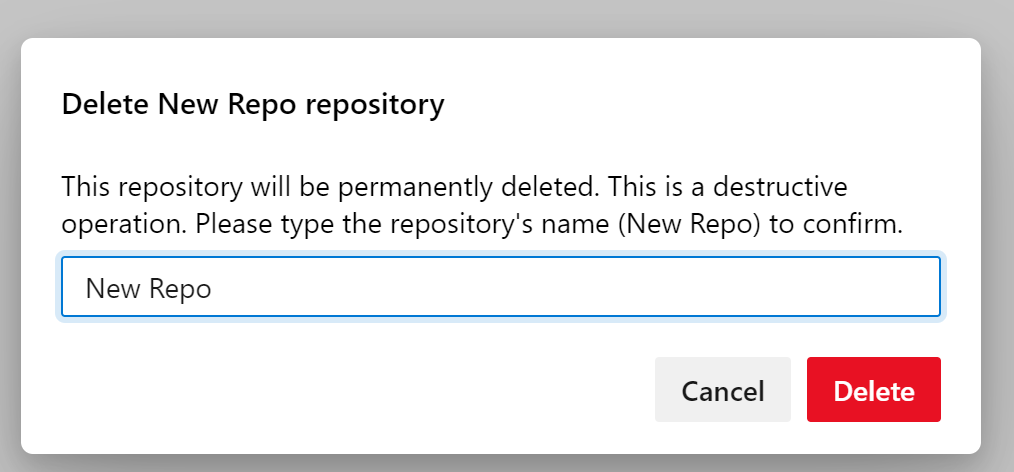 Delete New Repo repository
This repository will be permanently deleted. This is a destructive
operation. Please type the repository's name (New Repo) to confirm.
New Repo
Cancel Delete